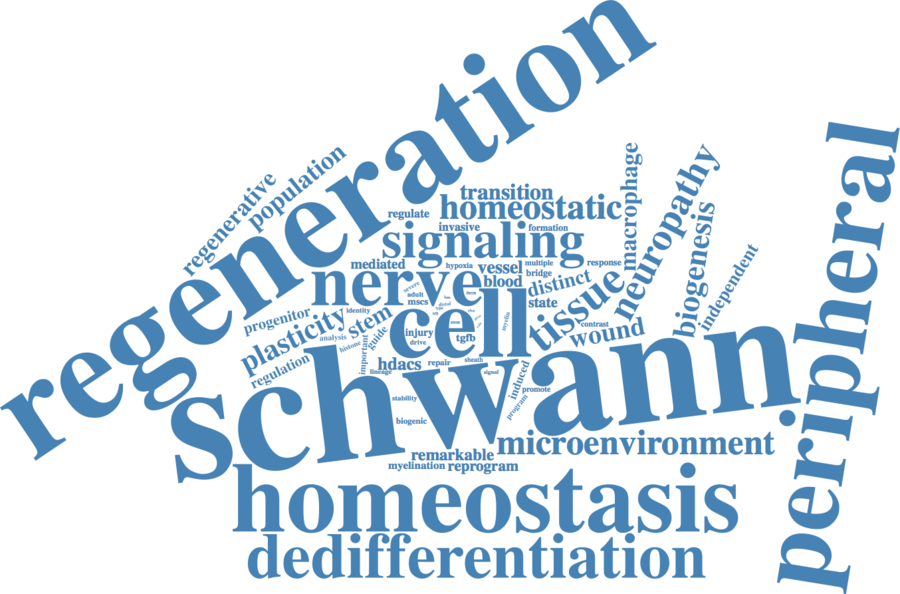 regeneration
peripheral
regenerative
population
transition
regulate
homeostatic
macrophage
neuropathy
invasive
formation
signaling
biogenesis
independent
mediated
hypoxia
vessel
multiple
response
nerve
blood
bridge
distinct
tissue
severe
adult
mscs
state
distal
progenitor
identity
stem
cell
myelin
contrast
wound
plasticity
analysis
histone
guide
injury
drive
tgfb
important
regulation
lineage
hdacs
repair
sheath
signal
induced
promote
program
schwann
stability
biogenic
remarkable
microenvironment
myelination
reprogram
homeostasis
dedifferentiation